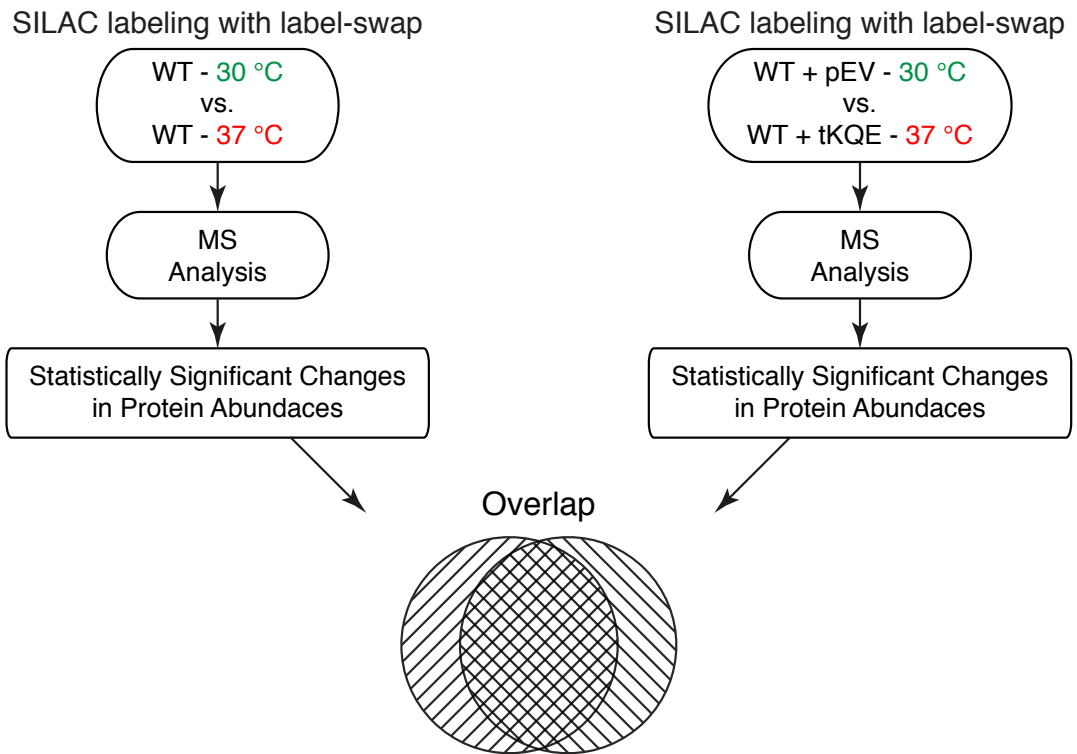 SILAC labeling with label-swap
WT - 30 °C
vs.
WT - 37 °C
MS
Analysis
Statistically Significant Changes
in Protein Abundaces
SILAC labeling with label-swap
WT + pEV - 30 °C
vs.
WT + tKQE - 37 °C
MS
Analysis
Statistically Significant Changes
in Protein Abundaces
Overlap